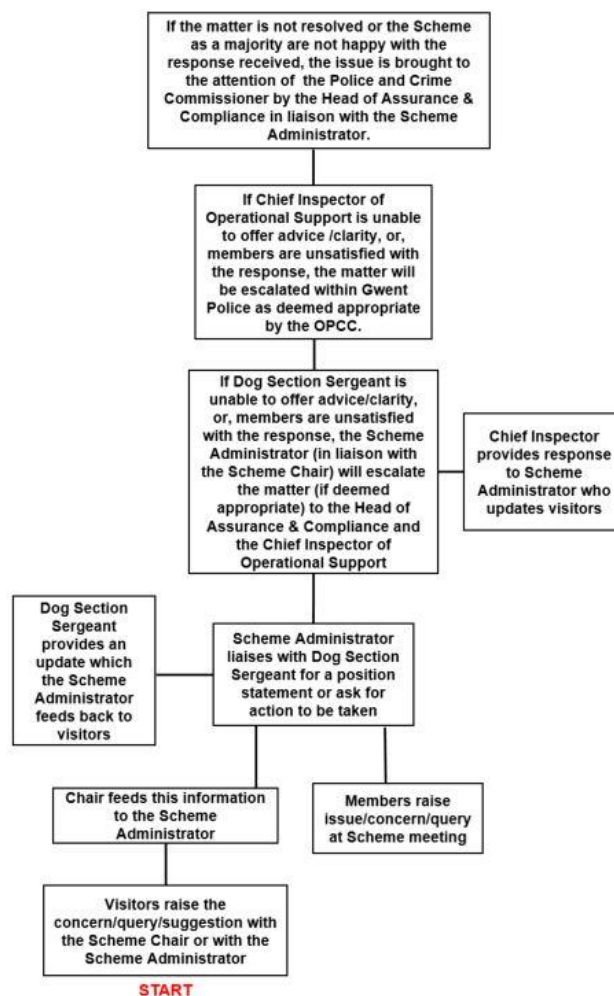 If the matter is not resolved or the Scheme
as a majority are not happy with the
response received, the issue is brought to
the attention of  the Police and Crime
Commissioner by the Head of Assurance &
Compliance in liaison with the Scheme
Administrator.
If Chief Inspector of
Operational Support is unable
to offer advice /clarity, or,
members are unsatisfied with
the response, the matter will
be escalated within Gwent
Police as deemed appropriate
by the OPCC.
If Dog Section Sergeant is
unable to offer advice/clarity,
or, members are unsatisfied
with the response, the Scheme
Administrator (in liaison with
the Scheme Chair) will escalate
the matter (if deemed
appropriate) to the Head of
Assurance & Compliance and
the Chief Inspector of
Operational Support
Chief Inspector
provides response
to Scheme
Administrator who
updates visitors
Dog Section
Sergeant
provides an
update which
the Scheme
Administrator
feeds back to
visitors
Scheme Administrator
liaises with Dog Section
Sergeant for a position
statement or ask for
action to be taken
Chair feeds this information
to the Scheme
Administrator
Members raise
issue/concern/query
at Scheme meeting
Visitors raise the
concern/query/suggestion with
the Scheme Chair or with the
Scheme Administrator
START